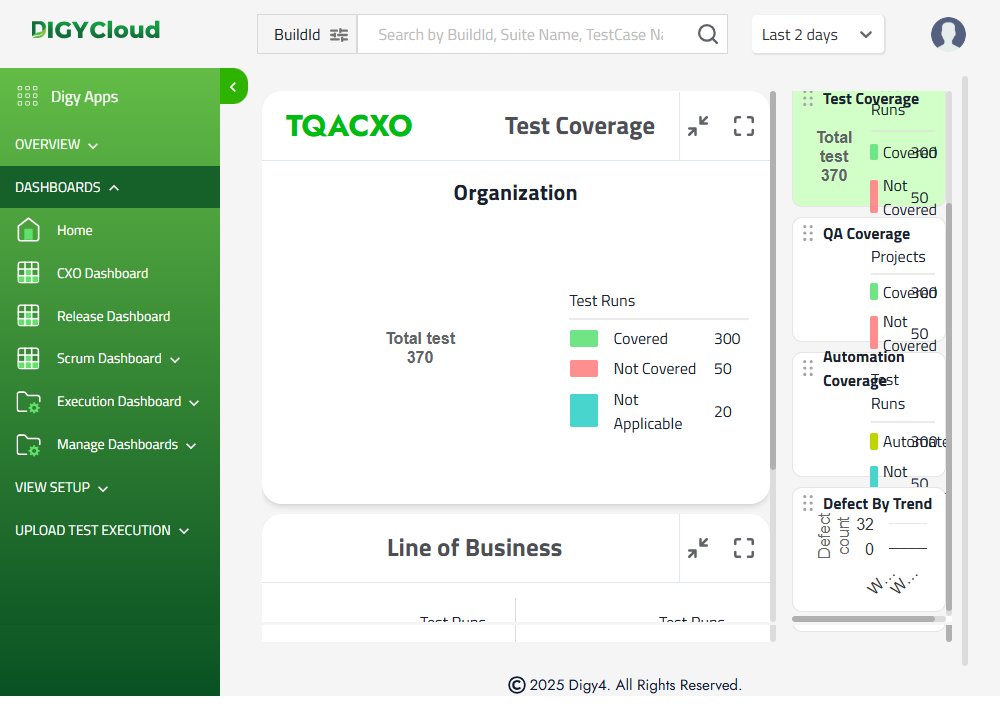 DIGYCloud
BuildId
Search by BuildId, Suite Name, TestCase Na
Last 2 days
Digy Apps
OVERVIEW
DASHBOARDS
Home
CXO Dashboard
Release Dashboard
Scrum Dashboard
Execution Dashboard
Manage Dashboards
VIEW SETUP
UPLOAD TEST EXECUTION
TQACXO
Test Coverage
Organization
Total test
370
Test Runs
Covered 300
Not Covered 50
Not
Applicable 20
Line of Business
Test Runs
Test Runs
Test Coverage
Runs
Total
test
370
Covered 300
Not
Covered 50
QA Coverage
Projects
Covered 300
Not
Covered 50
Automation
Coverage
Test
Runs
Automate 300
Not
50
Defect By Trend
Defect
count
32
0
W...
W...
© 2025 Digy4. All Rights Reserved.